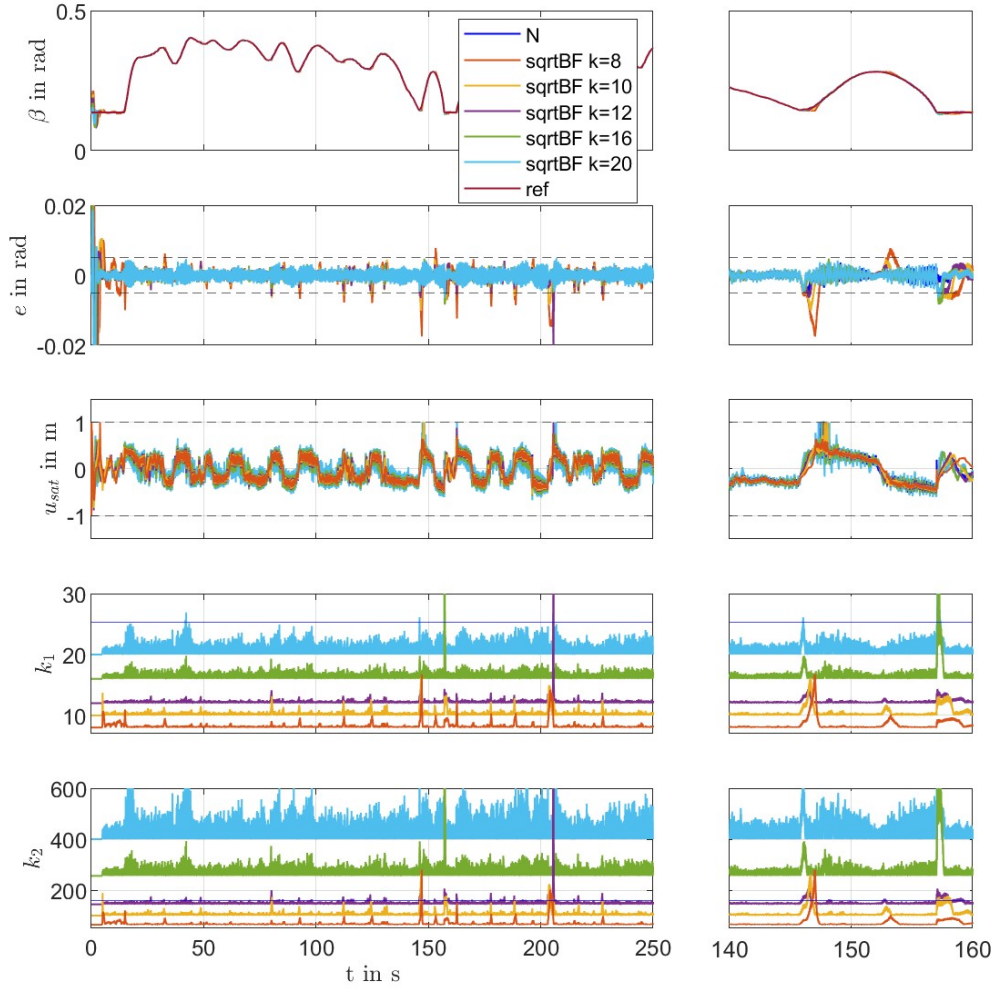 0.5
0
β in rad
N
sqrtBF k=8
sqrtBF k=10
sqrtBF k=12
sqrtBF k=16
sqrtBF k=20
ref
0.02
0
-0.02
e in rad
1
0
-1
u_sat in m
30
20
10
k₁
600
400
200
k₂
0 50 100 150 200 250
140 150 160
t in s